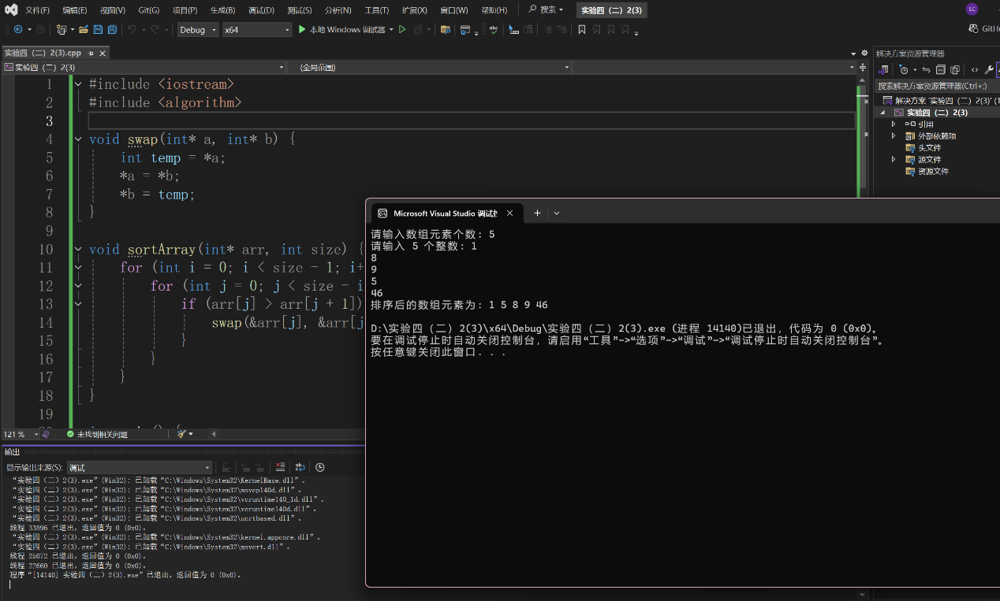 文件(F) 编辑(E) 视图(V) Git(G) 项目(P) 生成(B) 调试(D) 测试(S) 分析(N) 工具(T) 扩展(X) 窗口(W) 帮助(H) 搜索 实验四（二）2(3) SC
Debug x64 本地 Windows 调试器 GitH
实验四（二）2(3).cpp
实验四（二）2(3) (全局范围)
1 #include <iostream>
2 #include <algorithm>
3
4 void swap(int* a, int* b) {
5 int temp = *a;
6 *a = *b;
7 *b = temp;
8 }
9
10 void sortArray(int* arr, int size) {
11 for (int i = 0; i < size - 1; i+
12 for (int j = 0; j < size - i
13 if (arr[j] > arr[j + 1])
14 swap(&arr[j], &arr[j
15 }
16 }
17 }
18 }
19
121 % 未找到相关问题
输出
显示输出来源(S): 调试
“实验四（二）2(3).exe”(Win32): 已加载“C:\Windows\System32\KernelBase.dll”。
“实验四（二）2(3).exe”(Win32): 已加载“C:\Windows\System32\msvcp140d.dll”。
“实验四（二）2(3).exe”(Win32): 已加载“C:\Windows\System32\vcruntime140_1d.dll”。
“实验四（二）2(3).exe”(Win32): 已加载“C:\Windows\System32\vcruntime140d.dll”。
“实验四（二）2(3).exe”(Win32): 已加载“C:\Windows\System32\ucrtbased.dll”。
线程 33896 已退出，返回值为 0 (0x0)。
“实验四（二）2(3).exe”(Win32): 已加载“C:\Windows\System32\kernel.appcore.dll”。
“实验四（二）2(3).exe”(Win32): 已加载“C:\Windows\System32\msvcrt.dll”。
线程 25072 已退出，返回值为 0 (0x0)。
线程 22660 已退出，返回值为 0 (0x0)。
程序“[14140] 实验四（二）2(3).exe”已退出，返回值为 0 (0x0)。
Microsoft Visual Studio 调试
请输入数组元素个数: 5
请输入 5 个整数: 1
8
9
5
46
排序后的数组元素为: 1 5 8 9 46
D:\实验四（二）2(3)\x64\Debug\实验四（二）2(3).exe (进程 14140)已退出，代码为 0 (0x0)。
要在调试停止时自动关闭控制台，请启用“工具”->“选项”->“调试”->“调试停止时自动关闭控制台”。
按任意键关闭此窗口. . .
解决方案资源管理器
搜索解决方案资源管理器(Ctrl+;)
解决方案 '实验四（二）2(3)' (1
实验四（二）2(3)
引用
外部依赖项
头文件
源文件
资源文件